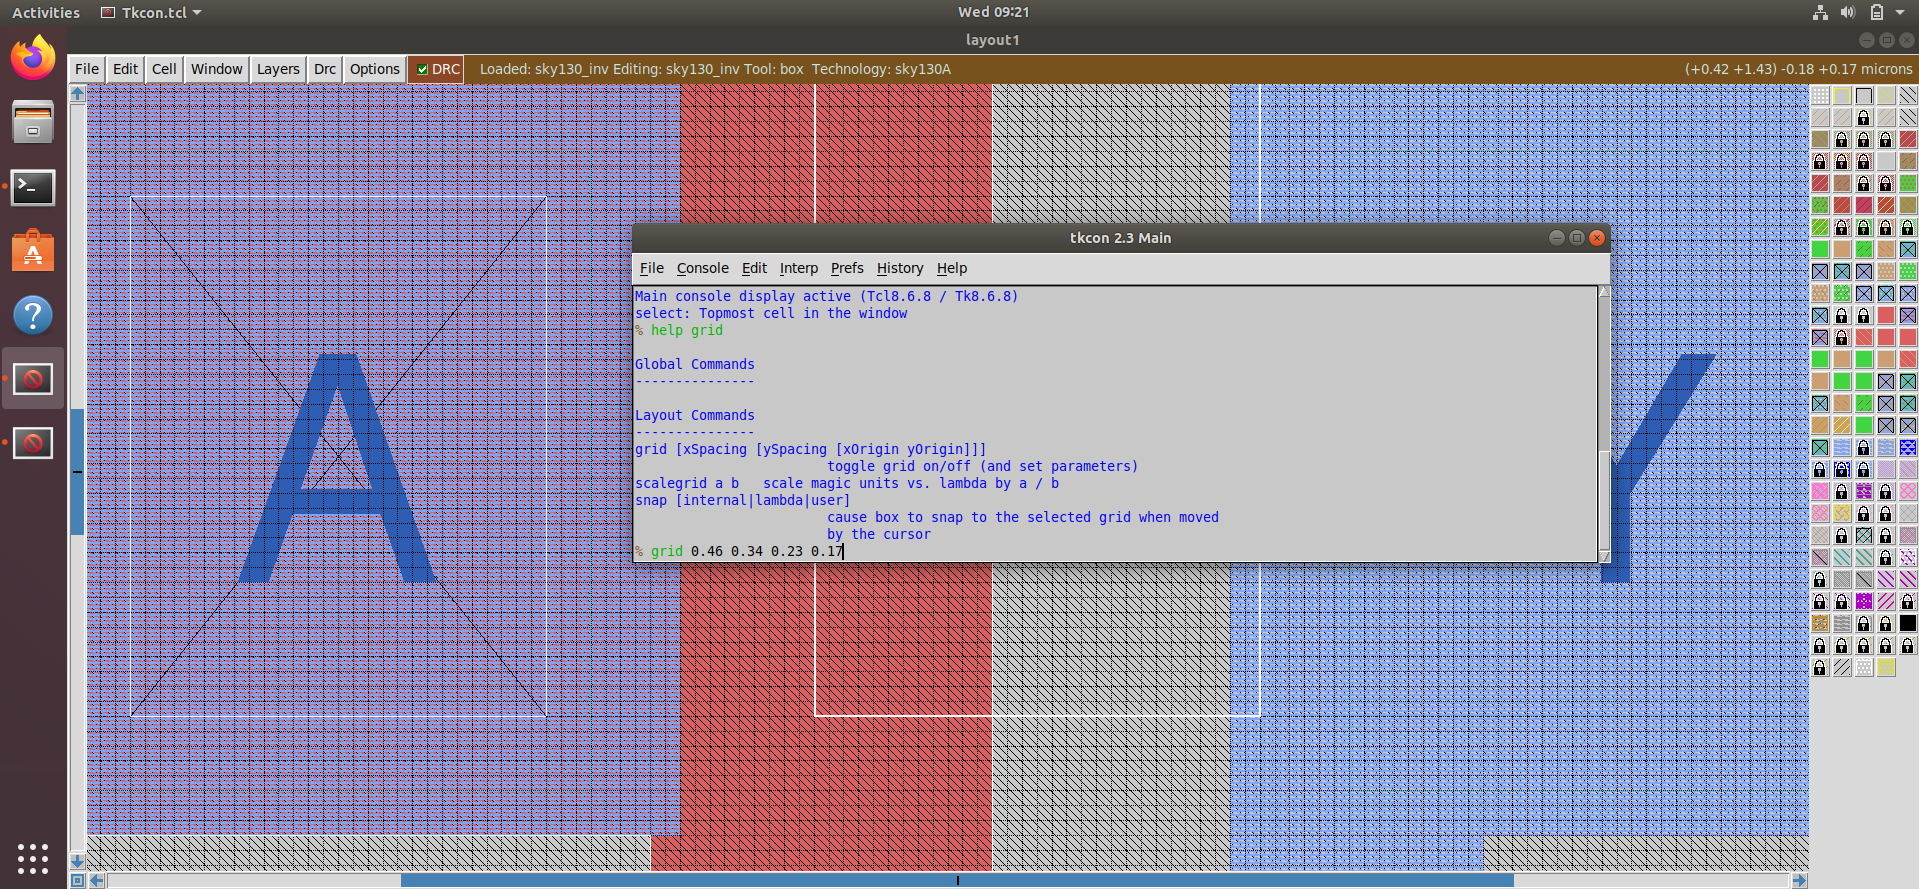 Activities Tkcon.tcl Wed 09:21
layout1
File Edit Cell Window Layers Drc Options DRC Loaded: sky130_inv Editing: sky130_inv Tool: box Technology: sky130A (+0.42 +1.43) -0.18 +0.17 microns
A Y
tkcon 2.3 Main
File Console Edit Interp Prefs History Help
Main console display active (Tcl8.6.8 / Tk8.6.8)
select: Topmost cell in the window
% help grid
Global Commands
---------------
Layout Commands
---------------
grid [xSpacing [ySpacing [xOrigin yOrigin]]]
toggle grid on/off (and set parameters)
scalegrid a b scale magic units vs. lambda by a / b
snap [internal|lambda|user]
cause box to snap to the selected grid when moved
by the cursor
% grid 0.46 0.34 0.23 0.17